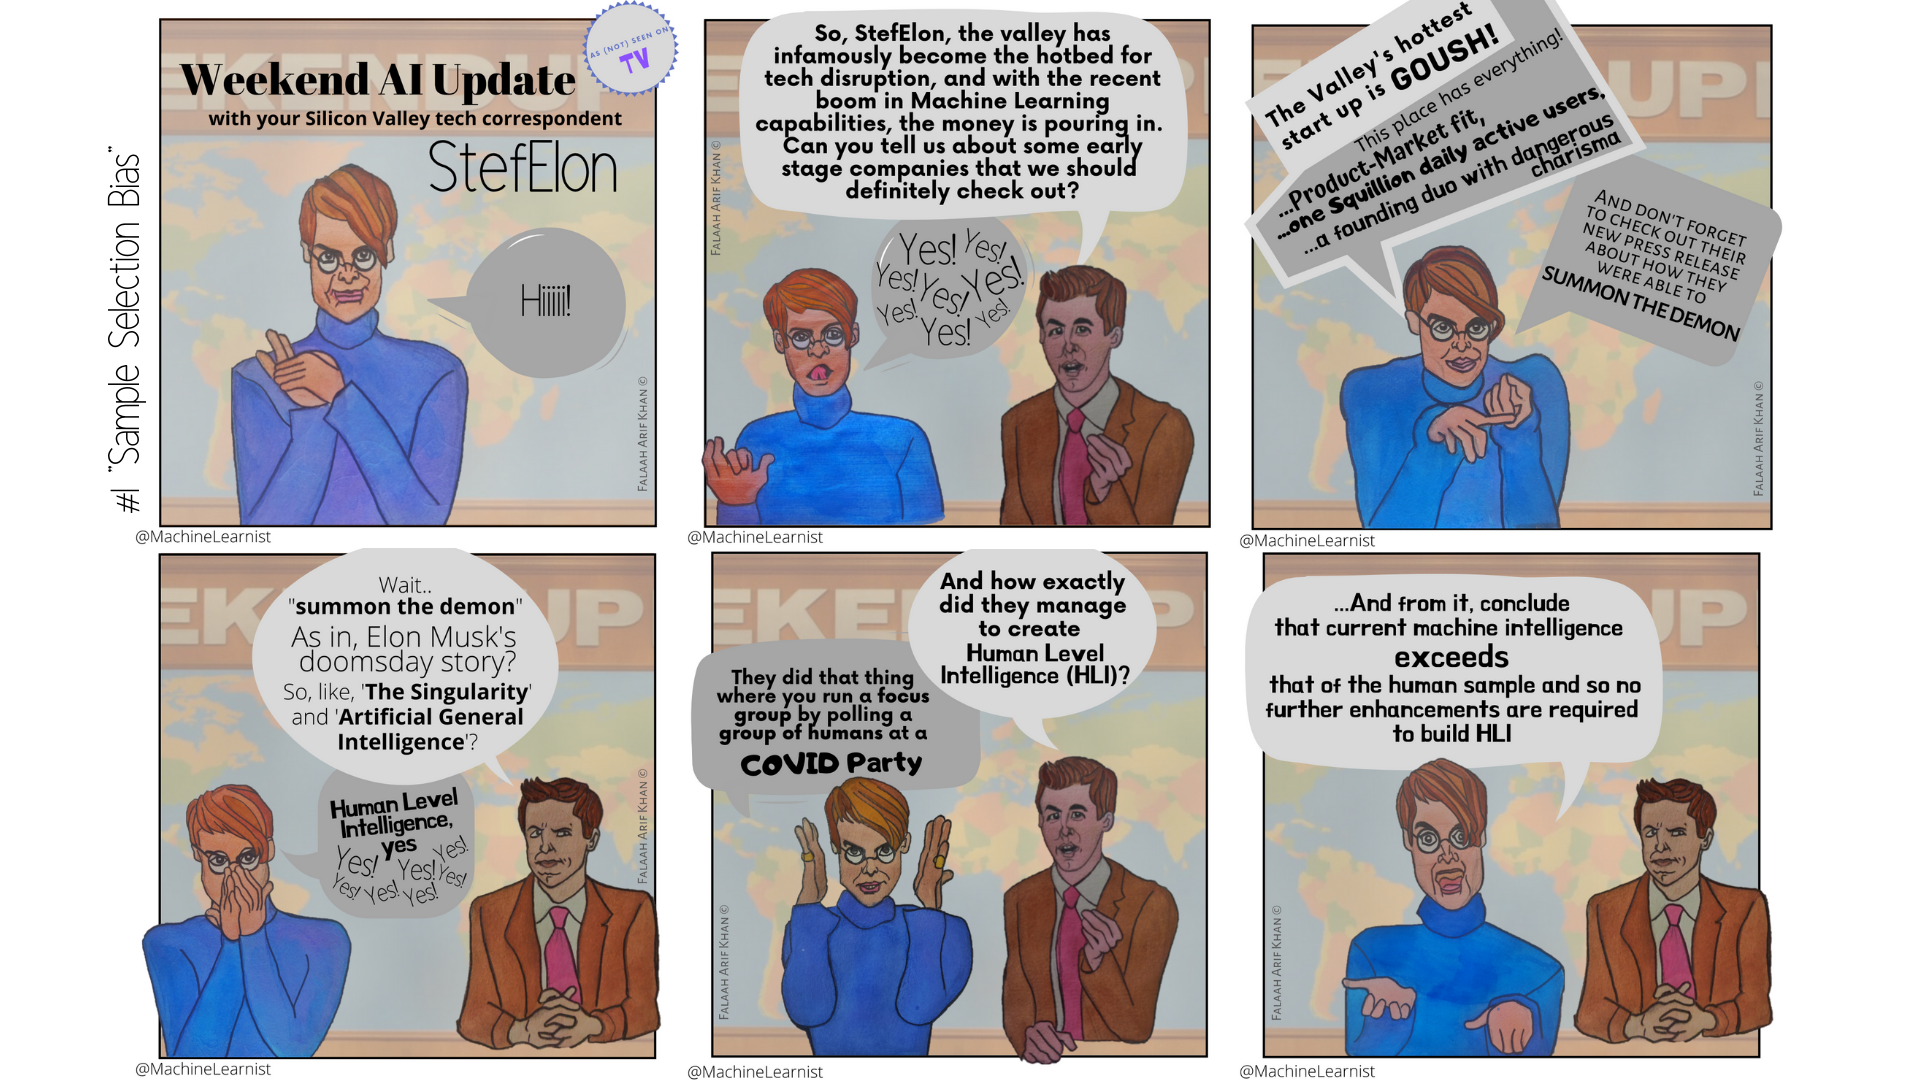 #1 "Sample Selection Bias"
AS (NOT) SEEN ON
TV
EKENDUP
Weekend AI Update
with your Silicon Valley tech correspondent
StefElon
Hiiiii!
FALAAH ARIF KHAN ©
@MachineLearnist
So, StefElon, the valley has
infamously become the hotbed for
tech disruption, and with the recent
boom in Machine Learning
capabilities, the money is pouring in.
Can you tell us about some early
stage companies that we should
definitely check out?
Yes! Yes!
Yes! Yes! Yes!
Yes! Yes! Yes!
FALAAH ARIF KHAN ©
@MachineLearnist
The Valley's hottest
start up is GOUSH!
This place has everything!
...Product-Market fit,
...one Squillion daily active users,
...a founding duo with dangerous
charisma
UP
AND DON'T FORGET
TO CHECK OUT THEIR
NEW PRESS RELEASE
ABOUT HOW THEY
WERE ABLE TO
SUMMON THE DEMON
FALAAH ARIF KHAN ©
@MachineLearnist
EK UP
Wait..
"summon the demon"
As in, Elon Musk's
doomsday story?
So, like, 'The Singularity'
and 'Artificial General
Intelligence'?
Human Level
Intelligence,
yes
Yes! Yes! Yes!
Yes! Yes! Yes! Yes!
FALAAH ARIF KHAN ©
@MachineLearnist
EKE P
And how exactly
did they manage
to create
Human Level
Intelligence (HLI)?
They did that thing
where you run a focus
group by polling a
group of humans at a
COVID Party
FALAAH ARIF KHAN ©
@MachineLearnist
UP
...And from it, conclude
that current machine intelligence
exceeds
that of the human sample and so no
further enhancements are required
to build HLI
FALAAH ARIF KHAN ©
@MachineLearnist